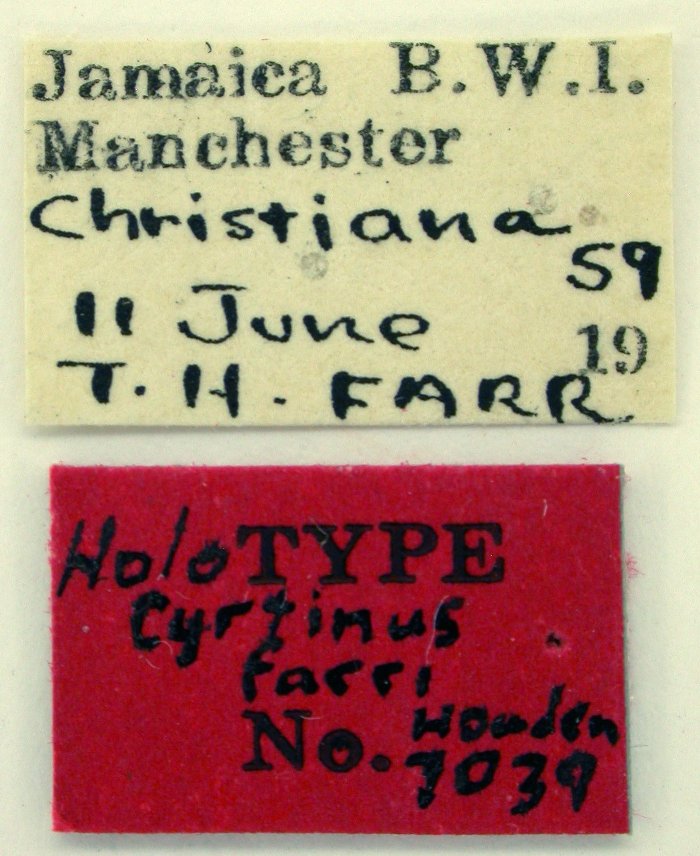 Jamaica B.W.I.
Manchester
Christiana
59
11 June 19
T. H. FARR
HoloTYPE
Cyrtinus
farri
Howden
No. 7039